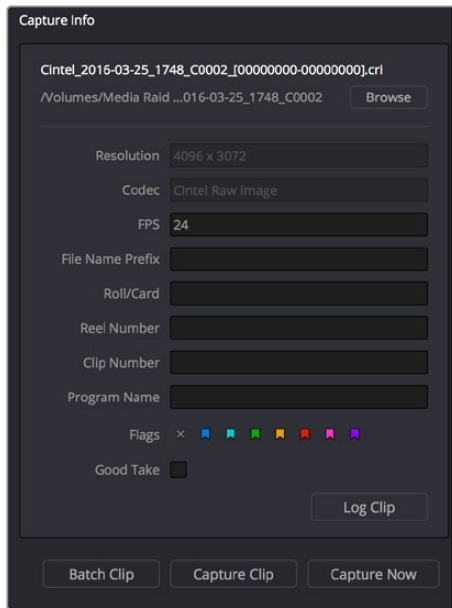 Capture Info
Cintel_2016-03-25_1748_C0002_[00000000-00000000].cri
/Volumes/Media Raid ...016-03-25_1748_C0002 Browse
Resolution 4096 x 3072
Codec Cintel Raw Image
FPS 24
File Name Prefix
Roll/Card
Reel Number
Clip Number
Program Name
Flags
Good Take
Log Clip
Batch Clip Capture Clip Capture Now